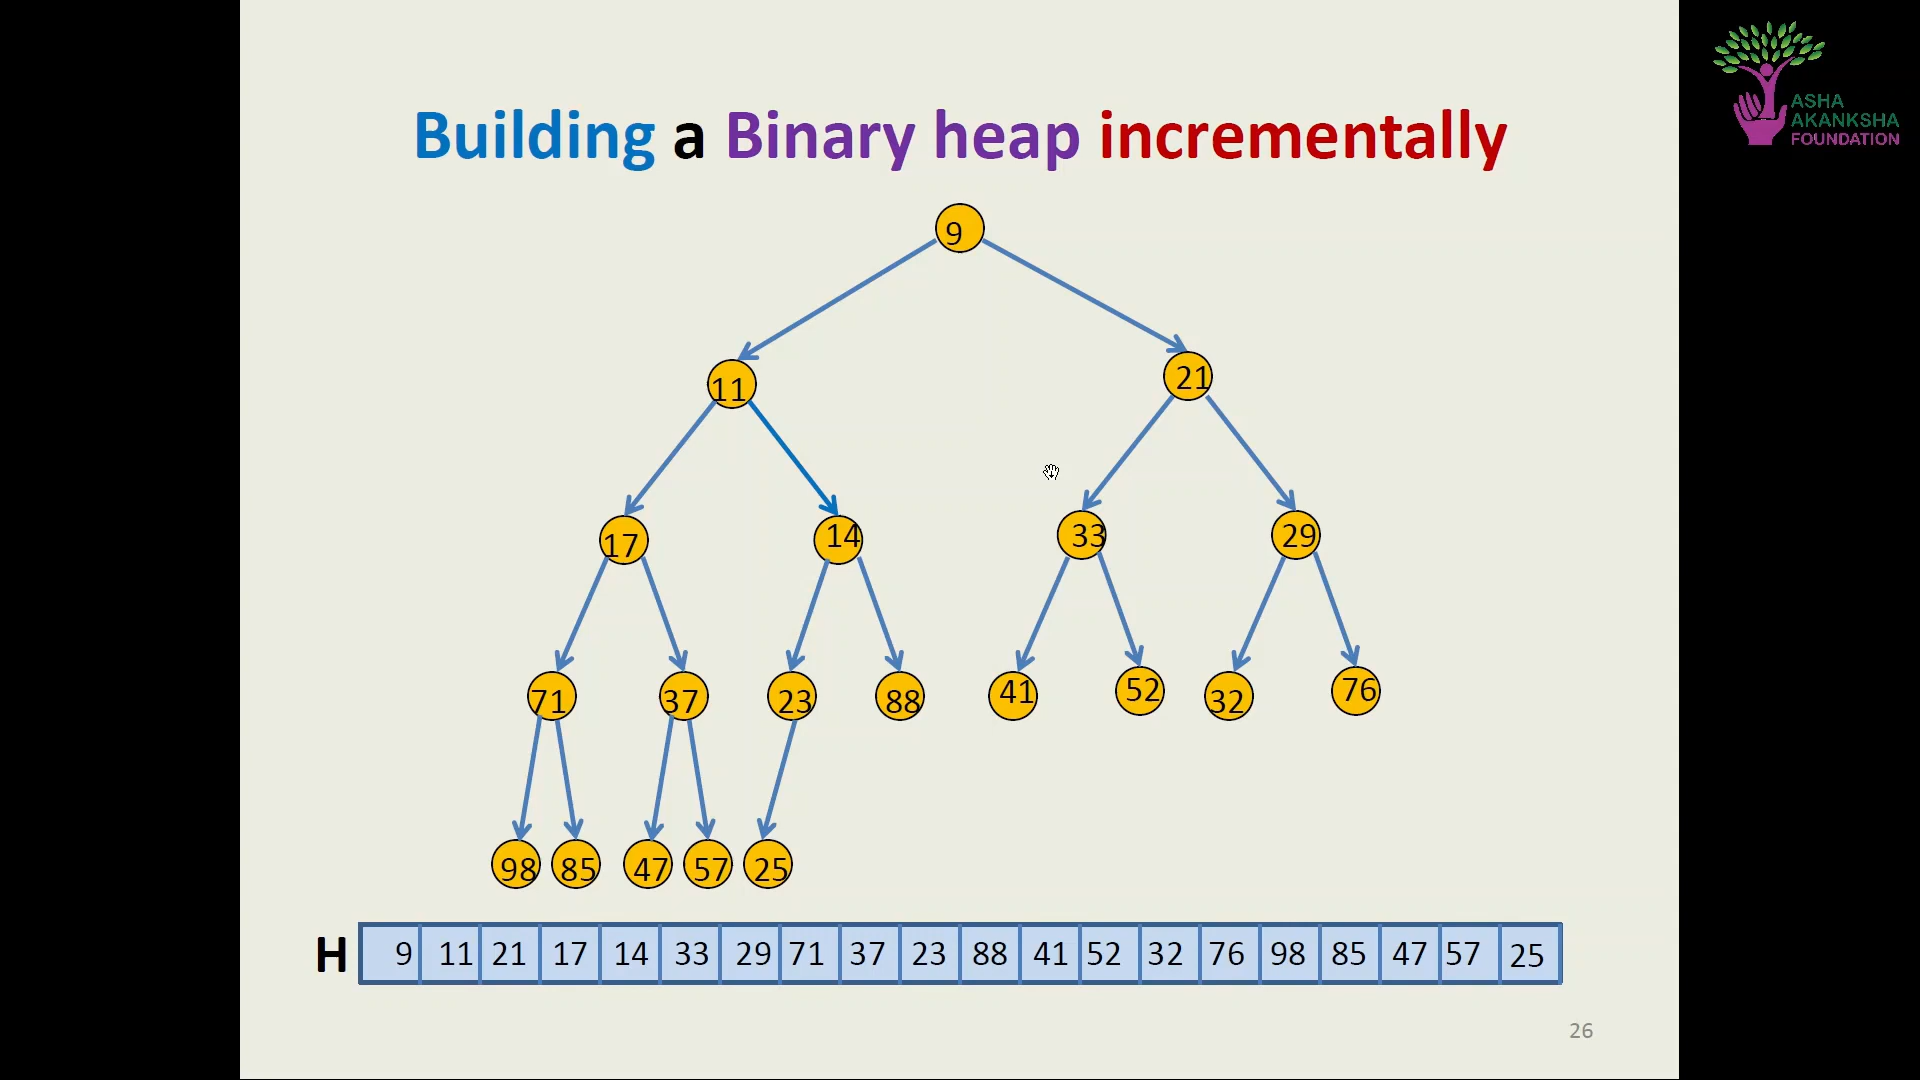 ASHA
AKANKSHA
FOUNDATION
Building a Binary heap incrementally
9
11 21
17 14 33 29
71 37 23 88 41 52 32 76
98 85 47 57 25
H 9 11 21 17 14 33 29 71 37 23 88 41 52 32 76 98 85 47 57 25
26